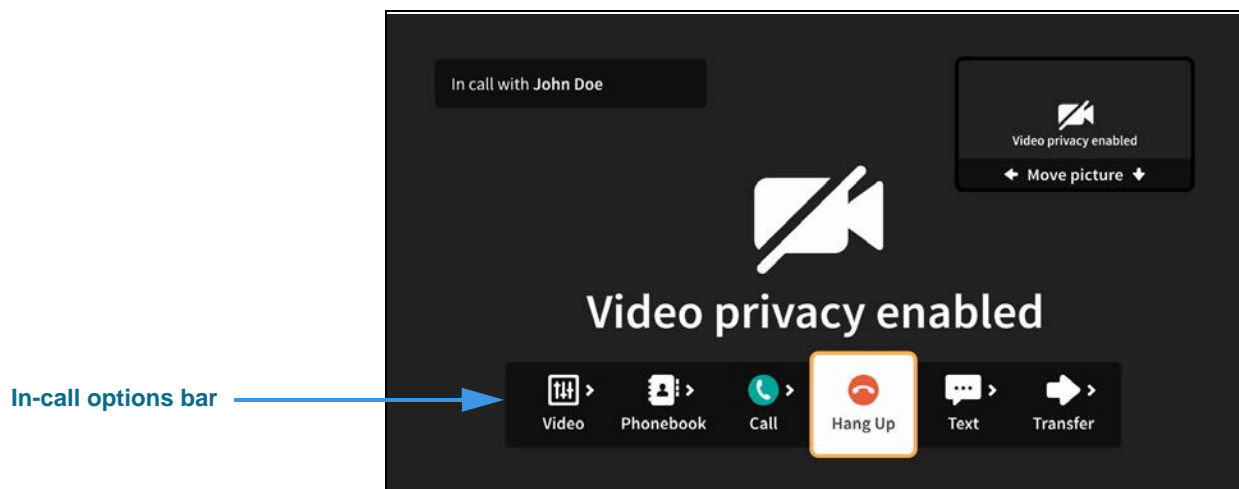 In call with John Doe
Video privacy enabled
Move picture
Video privacy enabled
In-call options bar
Video
Phonebook
Call
Hang Up
Text
Transfer